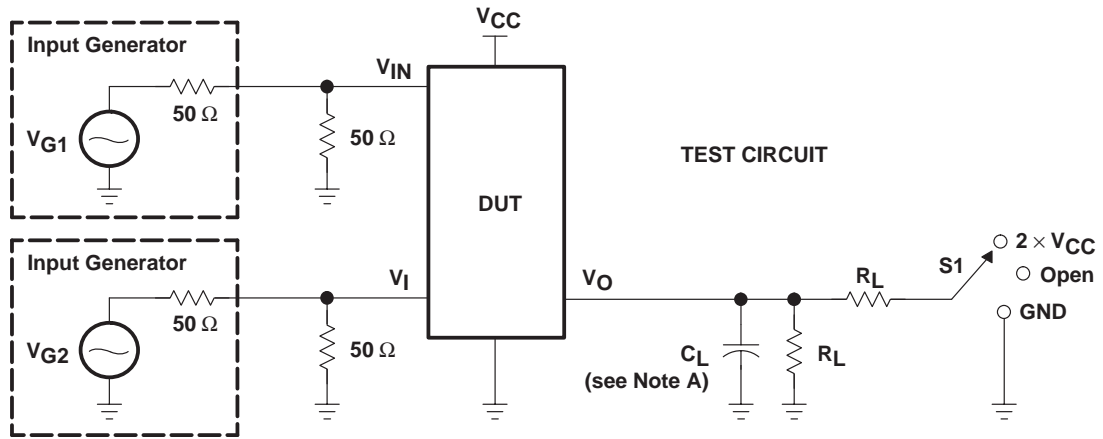 Input Generator
VG1
50 Ω
50 Ω
VIN
VCC
DUT
TEST CIRCUIT
Input Generator
VG2
50 Ω
50 Ω
VI
VO
CL
(see Note A)
RL
RL
S1
2 × VCC
Open
GND